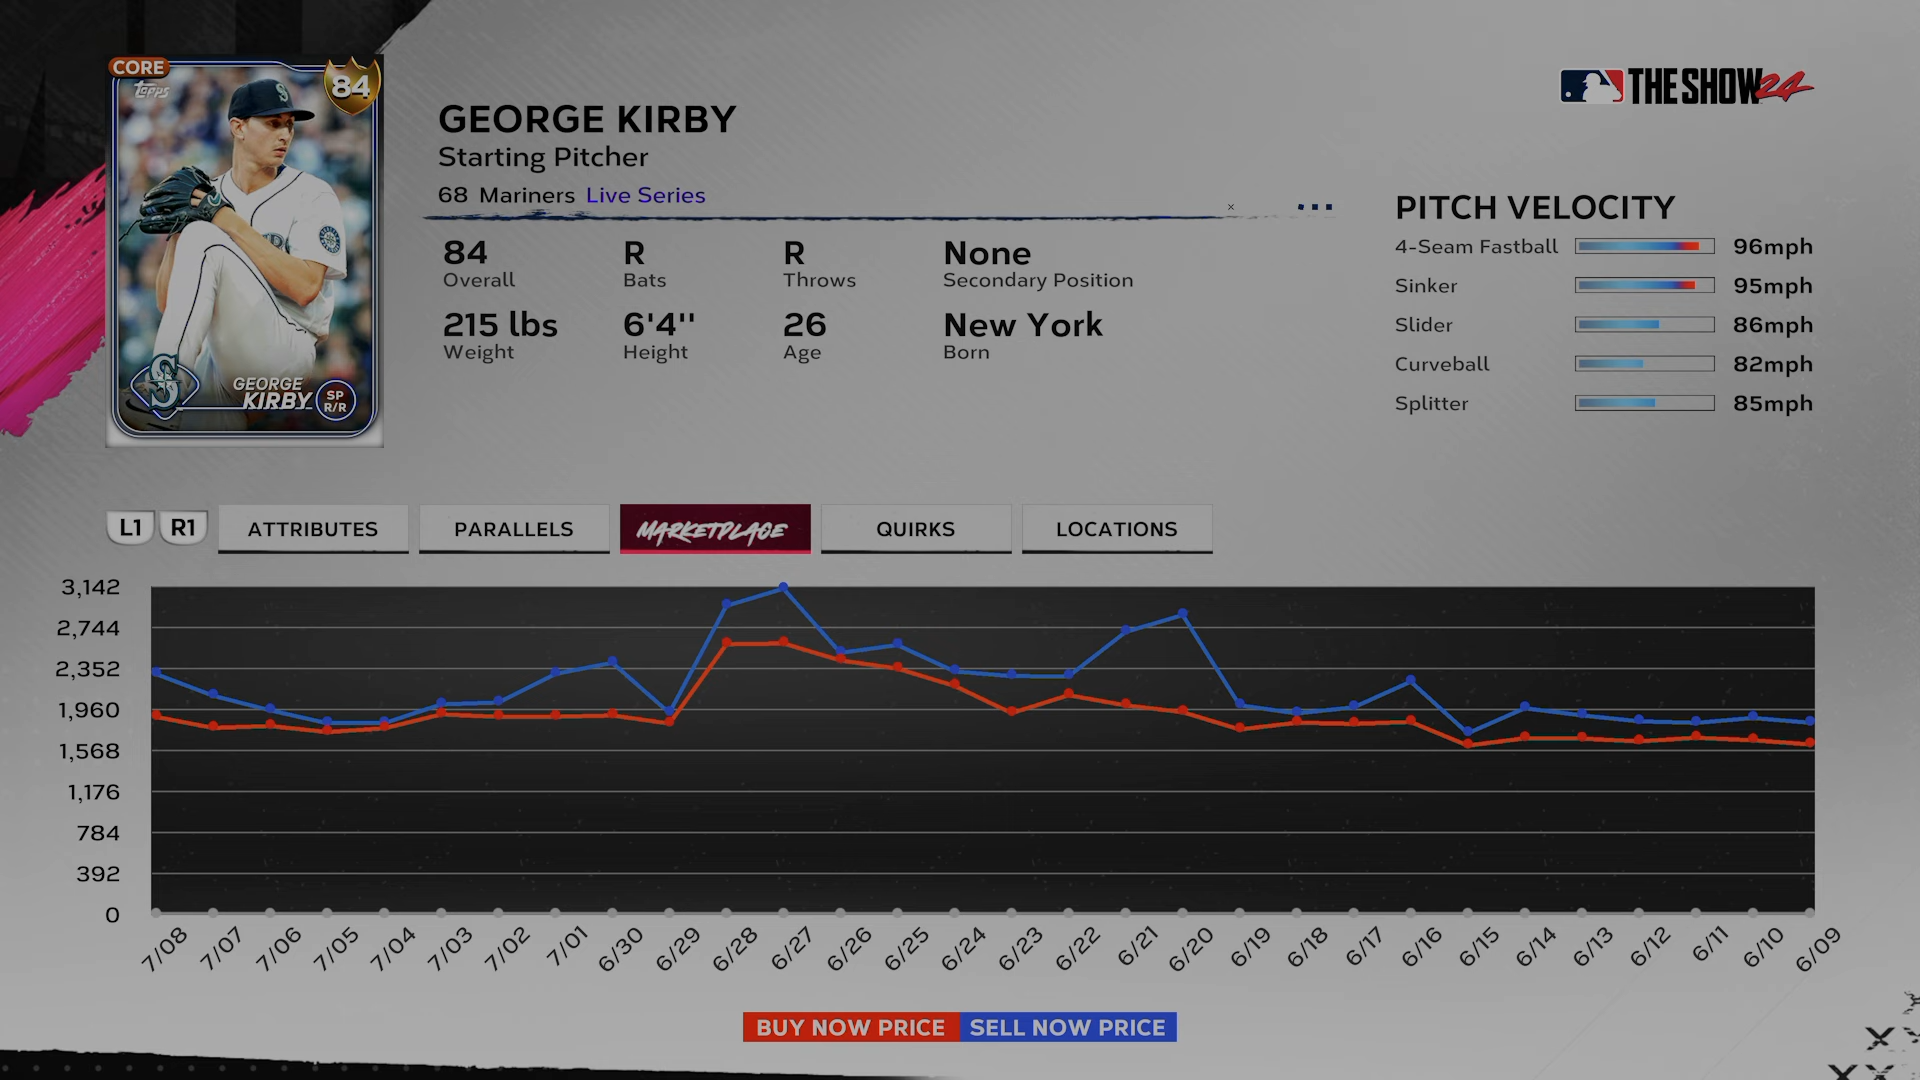 CORE
Topps
84
GEORGE
KIRBY
SP
R/R
THE SHOW 24
GEORGE KIRBY
Starting Pitcher
68 Mariners Live Series
84 R R None
Overall Bats Throws Secondary Position
215 lbs 6'4'' 26 New York
Weight Height Age Born
PITCH VELOCITY
4-Seam Fastball 96mph
Sinker 95mph
Slider 86mph
Curveball 82mph
Splitter 85mph
L1 R1 ATTRIBUTES PARALLELS MARKETPLACE QUIRKS LOCATIONS
3,142
2,744
2,352
1,960
1,568
1,176
784
392
0
7/08 7/07 7/06 7/05 7/04 7/03 7/02 7/01 6/30 6/29 6/28 6/27 6/26 6/25 6/24 6/23 6/22 6/21 6/20 6/19 6/18 6/17 6/16 6/15 6/14 6/13 6/12 6/11 6/10 6/09
BUY NOW PRICE SELL NOW PRICE